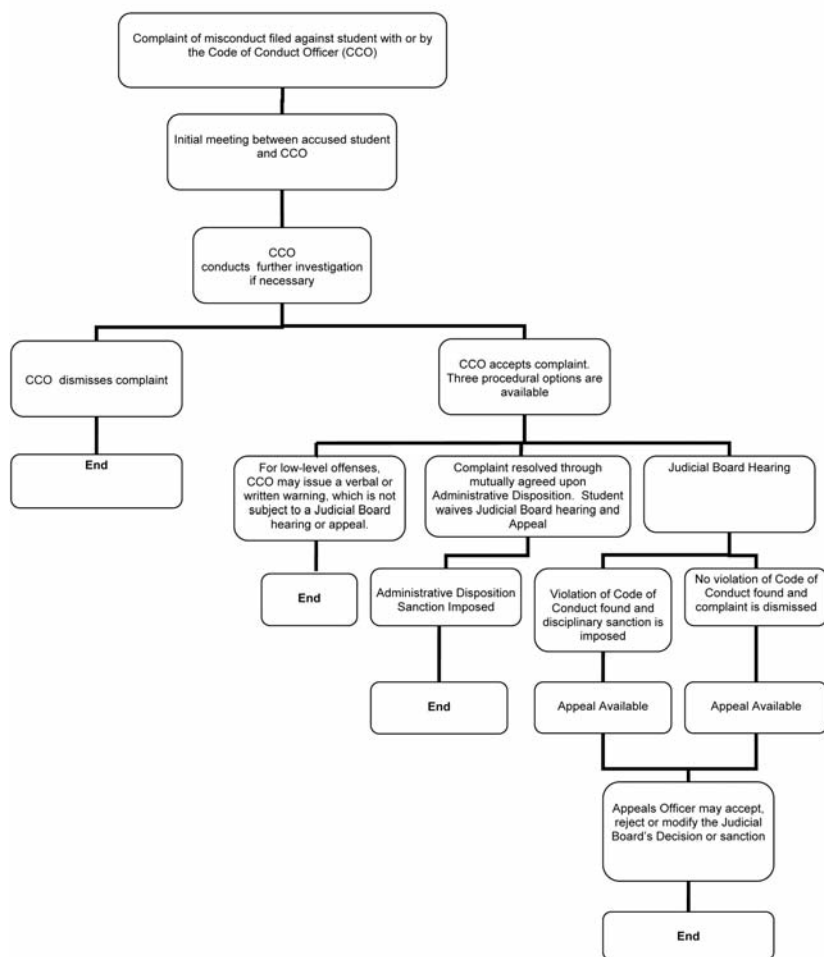 Complaint of misconduct filed against student with or by
the Code of Conduct Officer (CCO)
Initial meeting between accused student
and CCO
CCO
conducts further investigation
if necessary
CCO dismisses complaint
End
CCO accepts complaint.
Three procedural options are
available
For low-level offenses,
CCO may issue a verbal or
written warning, which is not
subject to a Judicial Board
hearing or appeal.
End
Complaint resolved through
mutually agreed upon
Administrative Disposition. Student
waives Judicial Board hearing and
Appeal
Administrative Disposition
Sanction Imposed
End
Judicial Board Hearing
Violation of Code of
Conduct found and
disciplinary sanction is
imposed
No violation of Code of
Conduct found and
complaint is dismissed
Appeal Available
Appeal Available
Appeals Officer may accept,
reject or modify the Judicial
Board's Decision or sanction
End